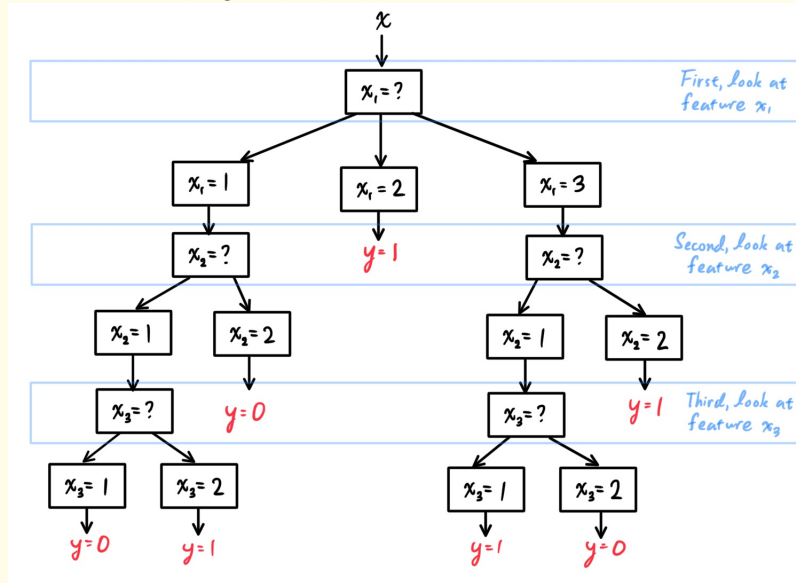 x
x₁ = ?
First, look at
feature x₁
x₁ = 1
x₁ = 2
x₁ = 3
x₂ = ?
y=1
x₂ = ?
Second, look at
feature x₂
x₂ = 1
x₂ = 2
x₂ = 1
x₂ = 2
x₃ = ?
y=0
x₃ = ?
y=1
Third, look at
feature x₃
x₃ = 1
x₃ = 2
x₃ = 1
x₃ = 2
y=0
y=1
y=1
y=0